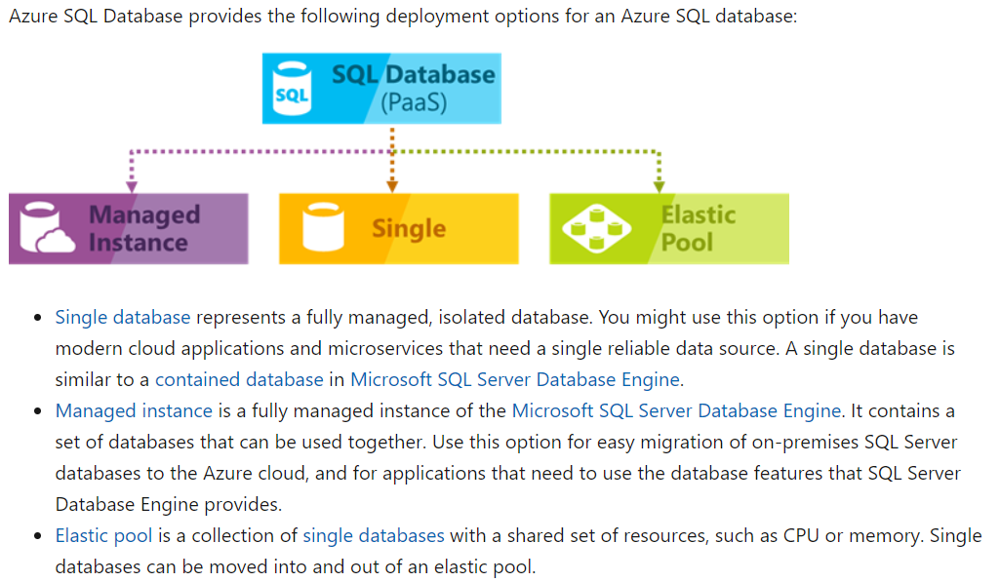 Azure SQL Database provides the following deployment options for an Azure SQL database:
SQL
SQL Database
(PaaS)
Managed
Instance
Single
Elastic
Pool
Single database represents a fully managed, isolated database. You might use this option if you have
modern cloud applications and microservices that need a single reliable data source. A single database is
similar to a contained database in Microsoft SQL Server Database Engine.
Managed instance is a fully managed instance of the Microsoft SQL Server Database Engine. It contains a
set of databases that can be used together. Use this option for easy migration of on-premises SQL Server
databases to the Azure cloud, and for applications that need to use the database features that SQL Server
Database Engine provides.
Elastic pool is a collection of single databases with a shared set of resources, such as CPU or memory. Single
databases can be moved into and out of an elastic pool.